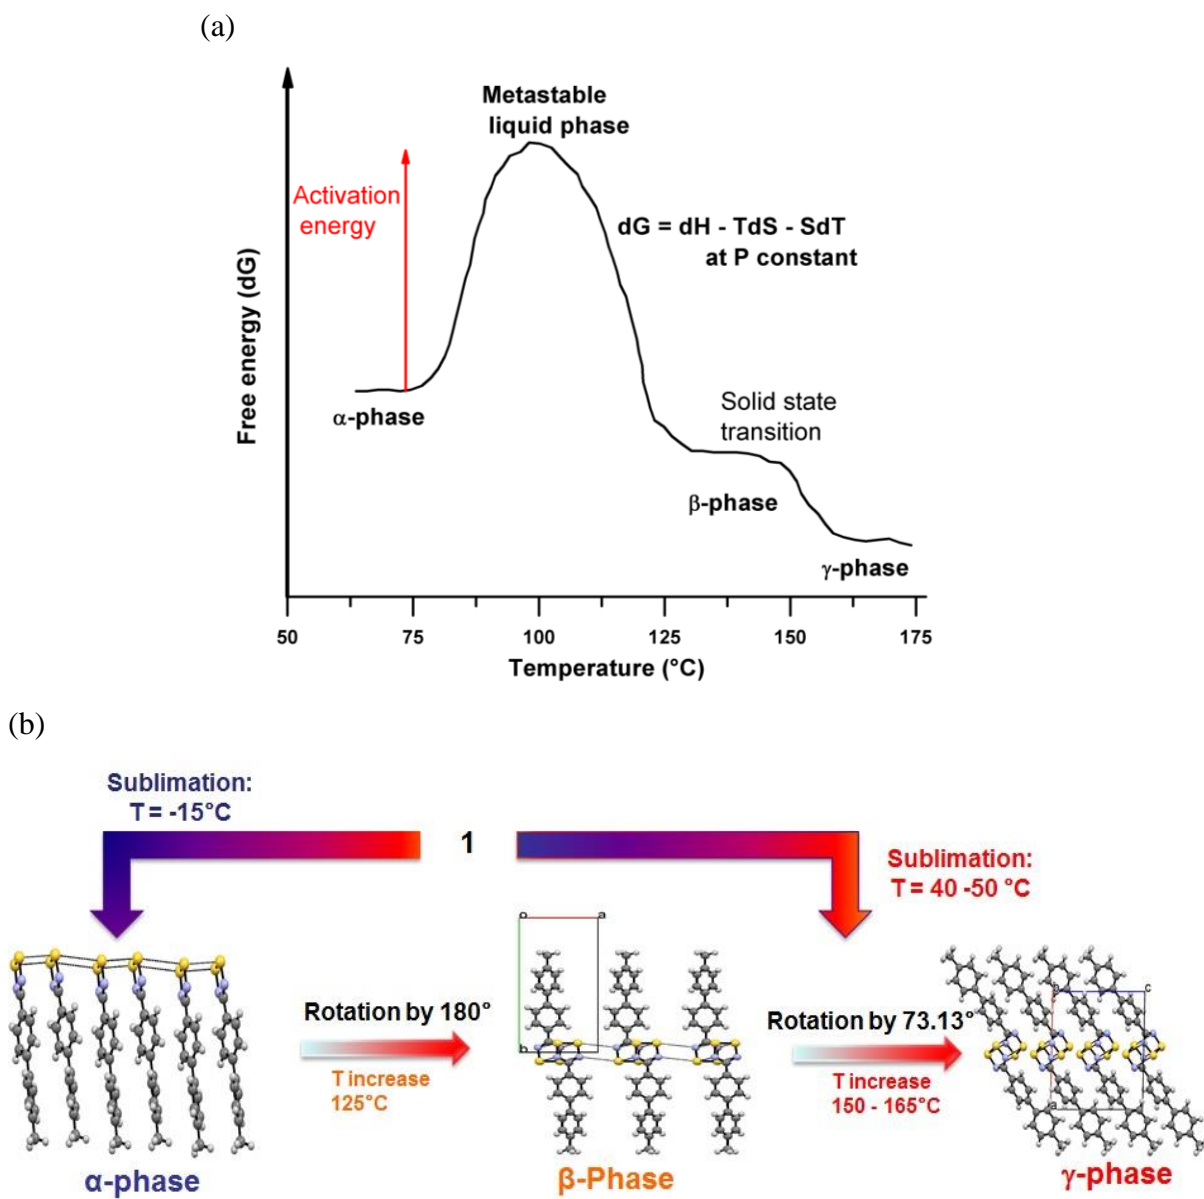 (a)
Metastable
liquid phase
Activation
energy
dG = dH - TdS - SdT
at P constant
Free energy (dG)
α-phase
Solid state
transition
β-phase
γ-phase
50 75 100 125 150 175
Temperature (°C)
(b)
Sublimation:
T = -15°C
1
Sublimation:
T = 40 -50 °C
Rotation by 180°
T increase
125°C
o a
b
Rotation by 73.13°
T increase
150 - 165°C
c
a
α-phase
β-Phase
γ-phase